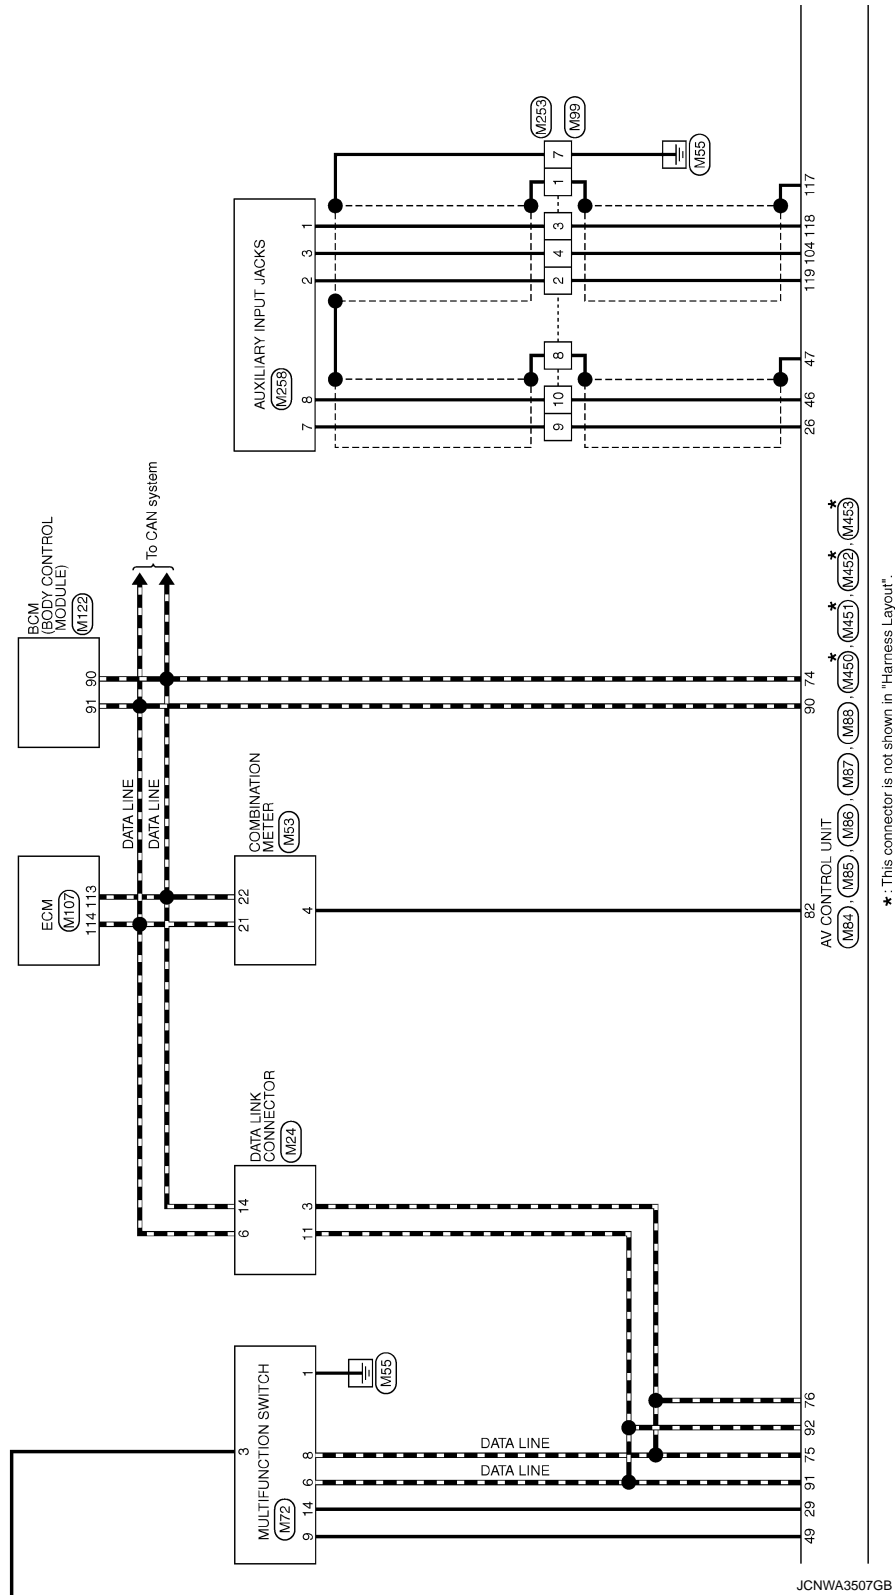 AUXILIARY INPUT JACKS
M258
1
3
2
8
7
M253
M99
7
1
3
4
2
8
10
9
M55
117
118
104
119
47
46
26
To CAN system
BCM
(BODY CONTROL
MODULE)
M122
90
91
74
90
DATA LINE
DATA LINE
ECM
M107
113
114
COMBINATION
METER
M53
22
21
4
82
AV CONTROL UNIT
M84 , M85 , M86 , M87 , M88 , M450 * , M451 * , M452 * , M453
* : This connector is not shown in "Harness Layout".
DATA LINK
CONNECTOR
M24
14
6
3
11
MULTIFUNCTION SWITCH
M72
3
1
8
6
14
9
M55
DATA LINE
DATA LINE
76
92
75
91
29
49
JCNWA3507GB